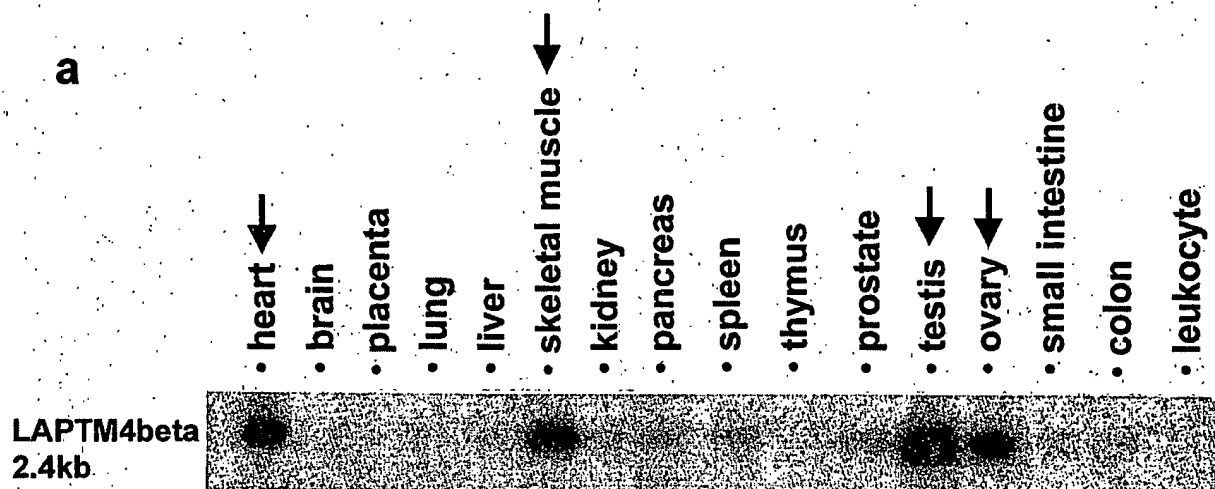 a
• heart
• brain
• placenta
• lung
• liver
• skeletal muscle
• kidney
• pancreas
• spleen
• thymus
• prostate
• testis
• ovary
• small intestine
• colon
• leukocyte
LAPTM4beta
2.4kb